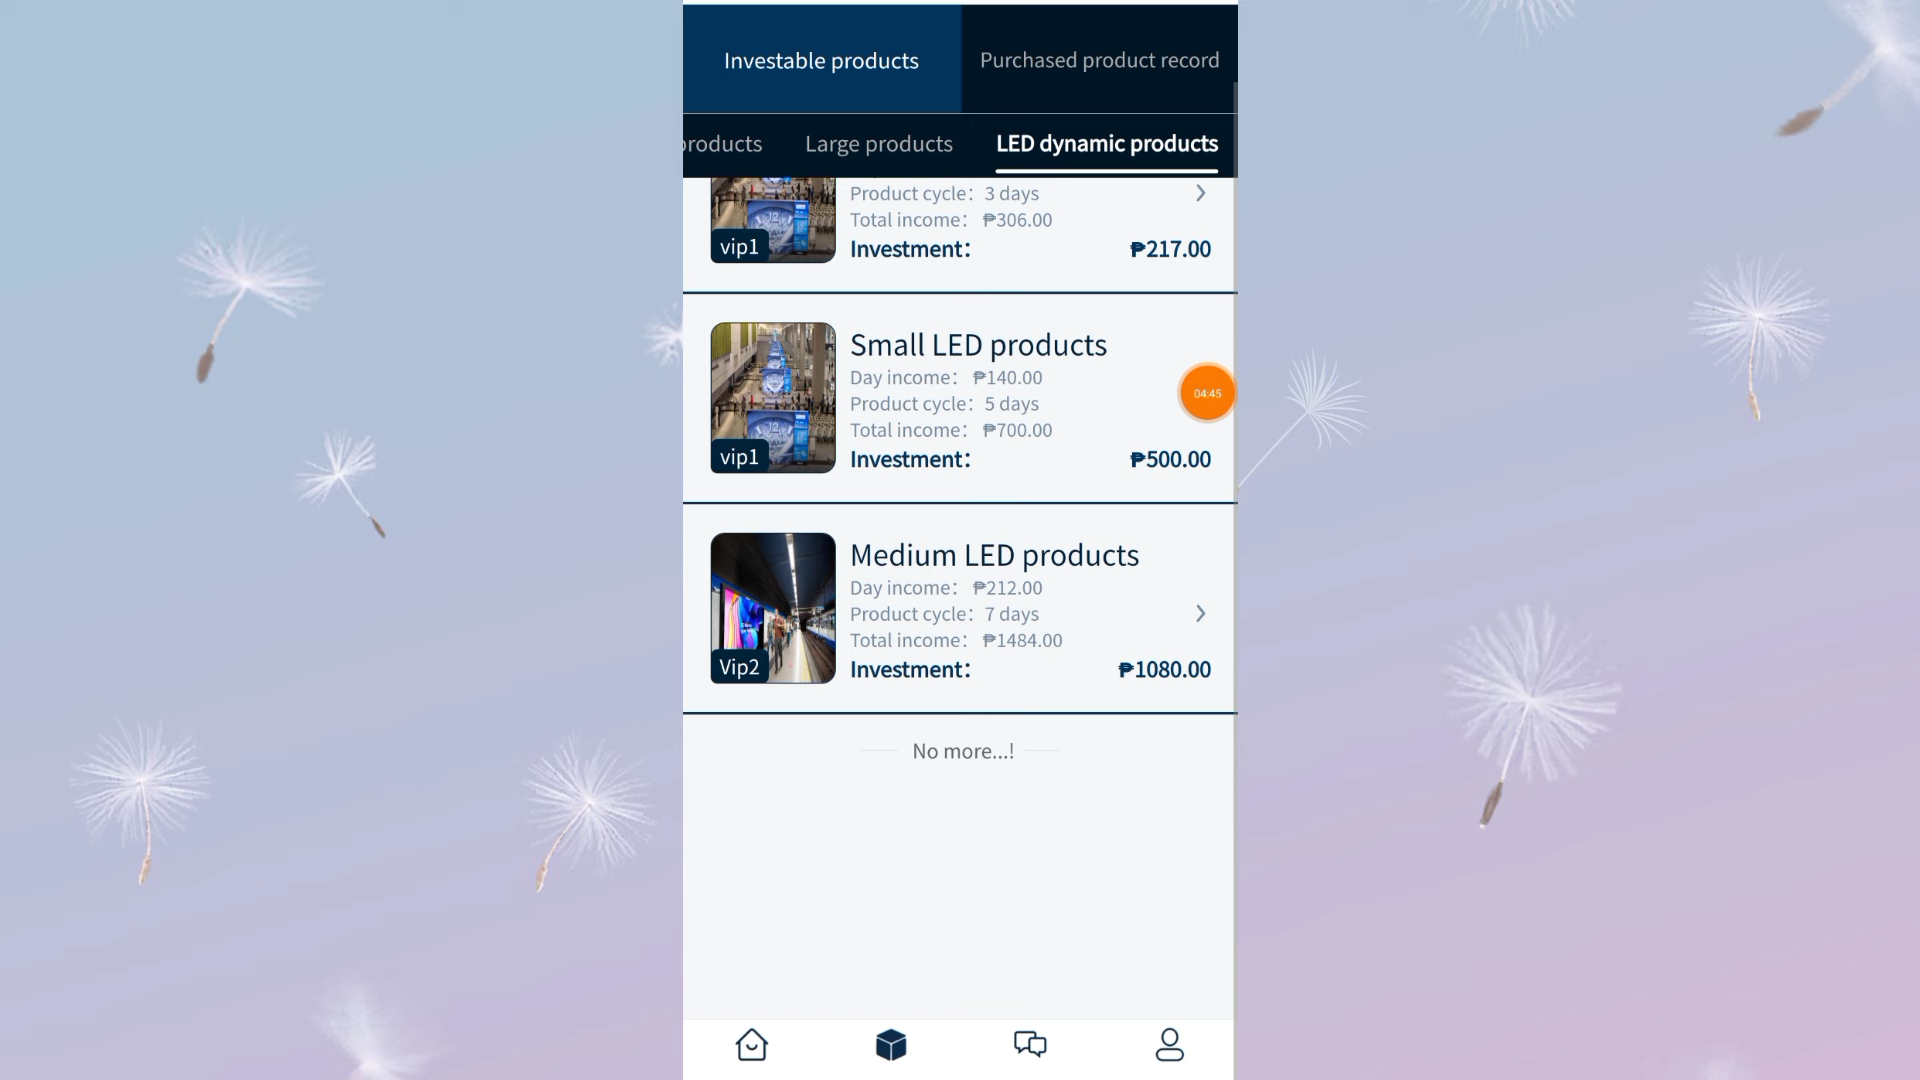 Investable products
Purchased product record
products
Large products
LED dynamic products
Product cycle: 3 days
Total income: ₱306.00
Investment: ₱217.00
vip1
Small LED products
Day income: ₱140.00
Product cycle: 5 days
Total income: ₱700.00
Investment: ₱500.00
vip1
04:45
Medium LED products
Day income: ₱212.00
Product cycle: 7 days
Total income: ₱1484.00
Investment: ₱1080.00
Vip2
No more...!